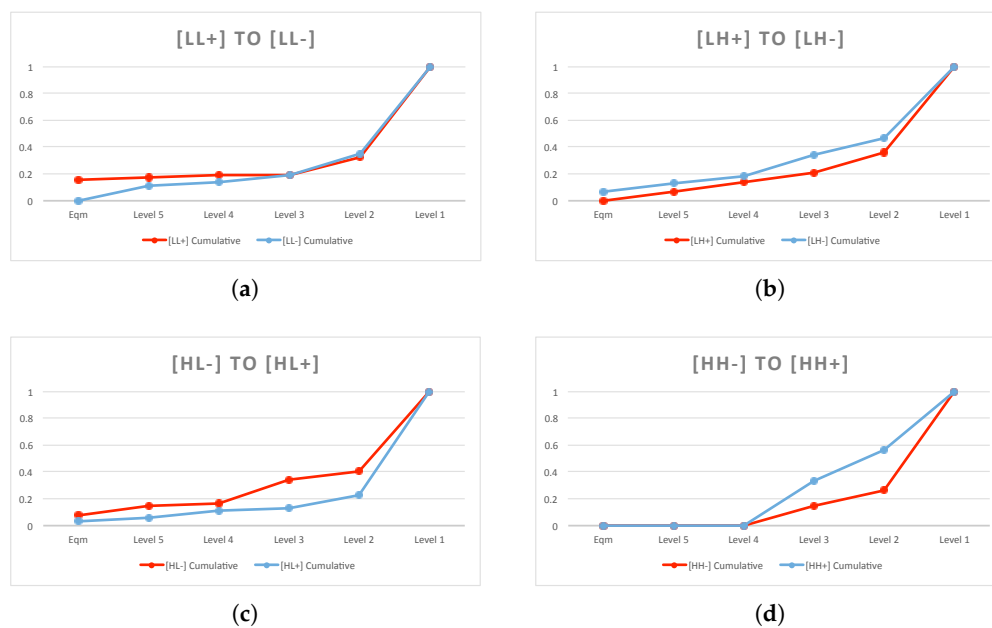 [LL+] TO [LL-]
1
0.8
0.6
0.4
0.2
0
Eqm Level 5 Level 4 Level 3 Level 2 Level 1
[LL+] Cumulative [LL-] Cumulative
(a)
[LH+] TO [LH-]
1
0.8
0.6
0.4
0.2
0
Eqm Level 5 Level 4 Level 3 Level 2 Level 1
[LH+] Cumulative [LH-] Cumulative
(b)
[HL-] TO [HL+]
1
0.8
0.6
0.4
0.2
0
Eqm Level 5 Level 4 Level 3 Level 2 Level 1
[HL-] Cumulative [HL+] Cumulative
(c)
[HH-] TO [HH+]
1
0.8
0.6
0.4
0.2
0
Eqm Level 5 Level 4 Level 3 Level 2 Level 1
[HH-] Cumulative [HH+] Cumulative
(d)